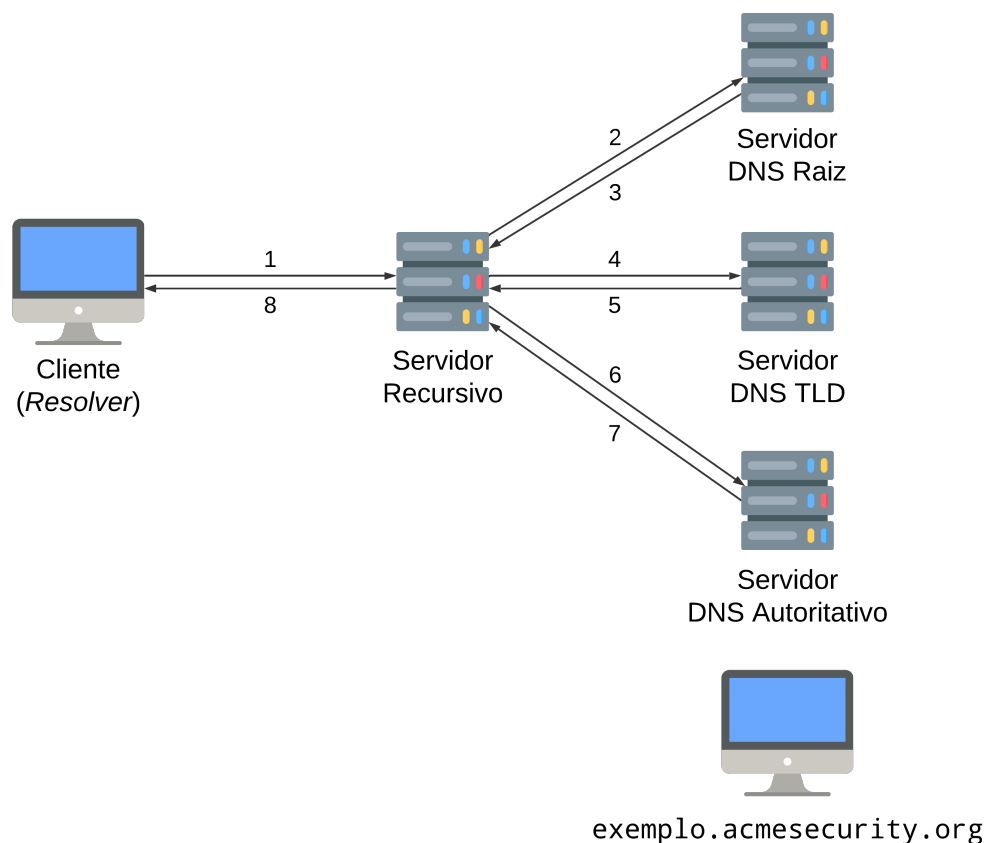 2
3
Servidor
DNS Raiz
1
8
4
5
Cliente
(Resolver)
Servidor
Recursivo
Servidor
DNS TLD
6
7
Servidor
DNS Autoritativo
exemplo.acmesecurity.org